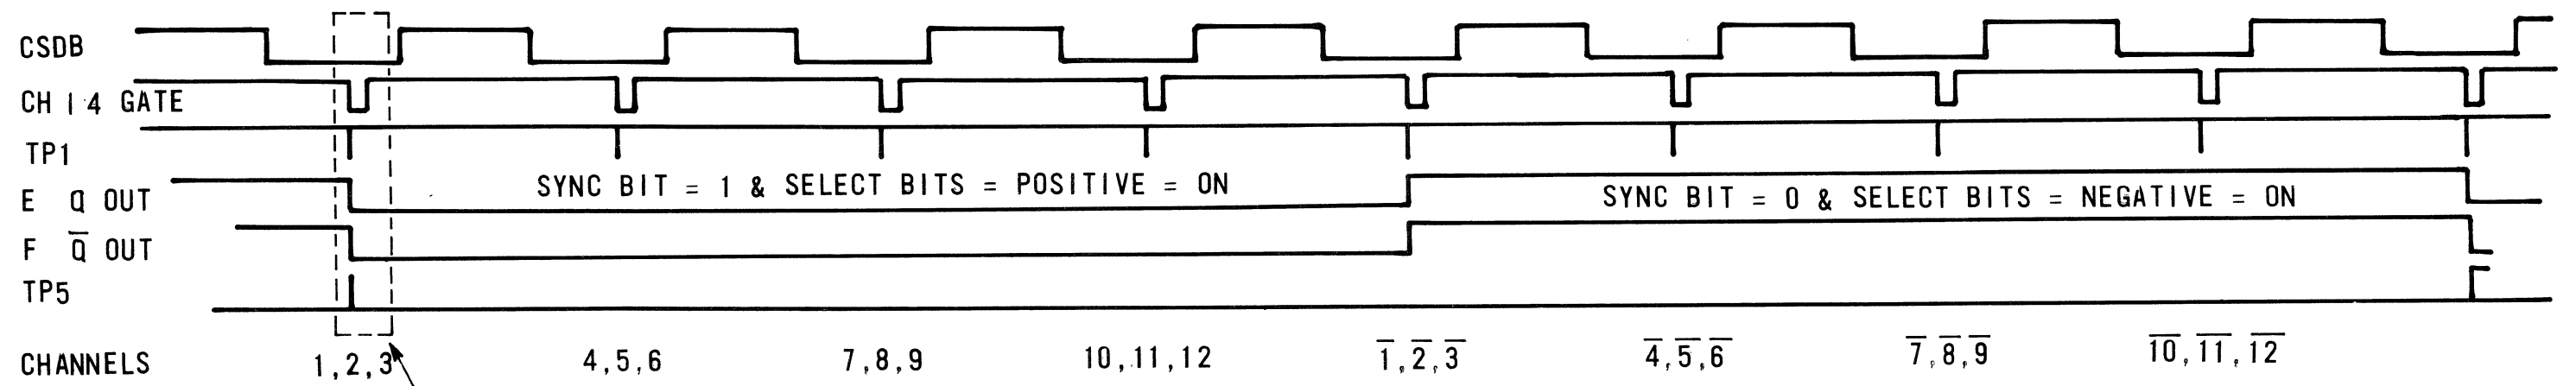 CSDB
CH 14 GATE
TP1
E Q OUT
SYNC BIT = 1 & SELECT BITS = POSITIVE = ON
SYNC BIT = 0 & SELECT BITS = NEGATIVE = ON
F Q̅ OUT
TP5
CHANNELS 1,2,3 4,5,6 7,8,9 10,11,12 1̅,2̅,3̅ 4̅,5̅,6̅ 7̅,8̅,9̅ 1̅0̅,1̅1̅,1̅2̅